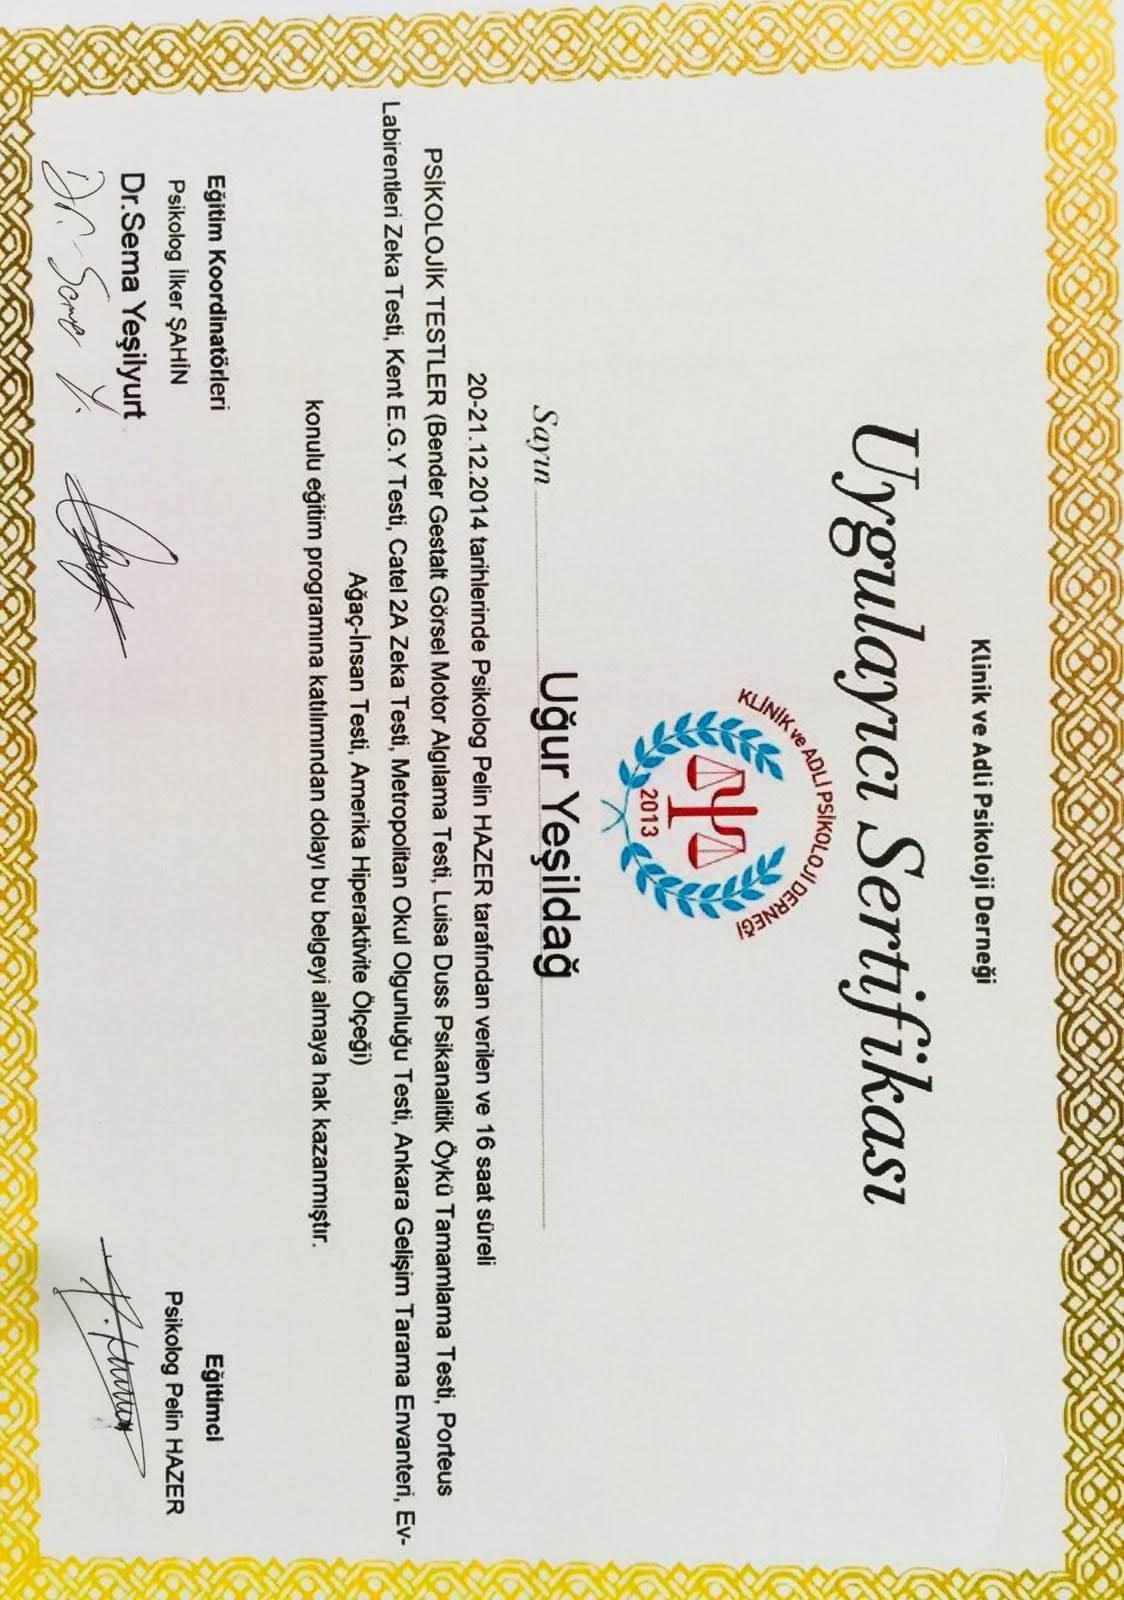 Klinik ve Adli Psikoloji Derneği
Uygulayıcı Sertifikası
KLİNİK ve ADLİ PSİKOLOJİ DERNEĞİ
2013
Sayın
Uğur Yeşildağ
20-21.12.2014 tarihlerinde Psikolog Pelin HAZER tarafından verilen ve 16 saat süreli
PSİKOLOJİK TESTLER (Bender Gestalt Görsel Motor Algılama Testi, Luisa Duss Psikanalitik Öykü Tamamlama Testi, Porteus
Labirentleri Zeka Testi, Kent E.G.Y Testi, Catel 2A Zeka Testi, Metropolitan Okul Olgunluğu Testi, Ankara Gelişim Tarama Envanteri, Ev-
Ağaç-İnsan Testi, Amerika Hiperaktivite Ölçeği)
konulu eğitim programına katılımından dolayı bu belgeyi almaya hak kazanmıştır.
Eğitim Koordinatörleri
Psikolog İlker ŞAHİN
Dr.Sema Yeşilyurt
Dr. Sema Y.
Eğitimci
Psikolog Pelin HAZER